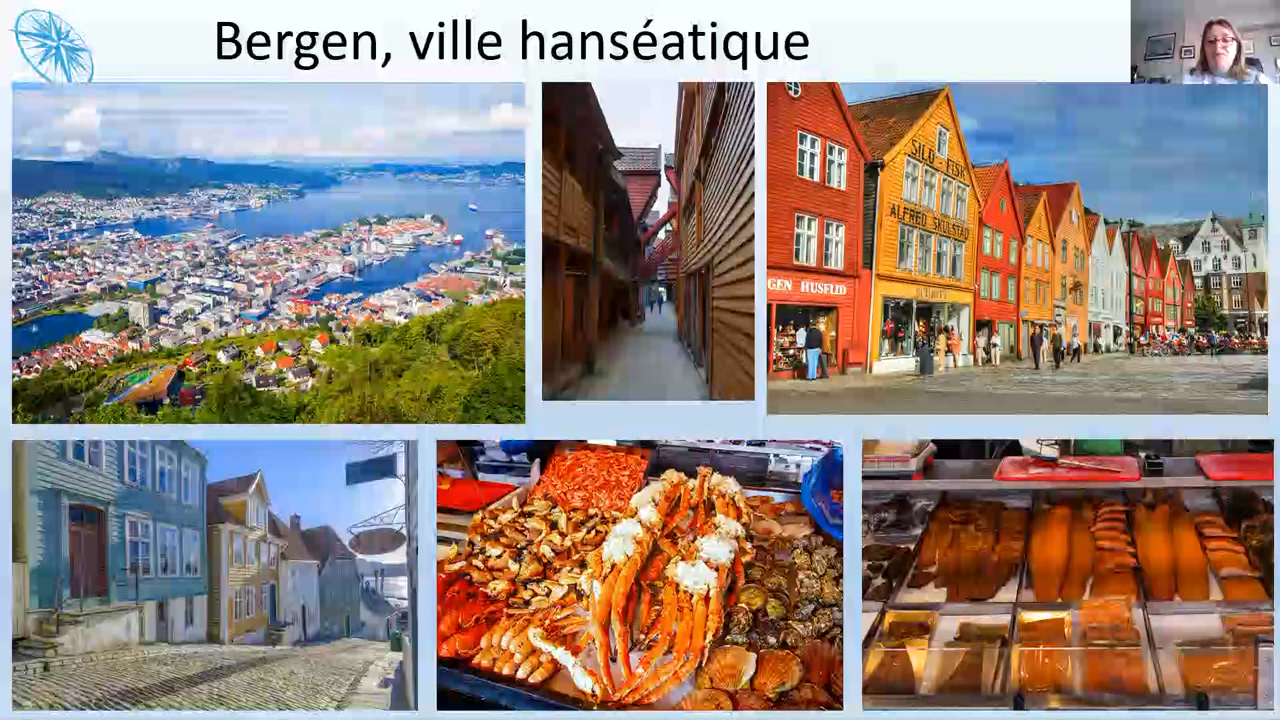 Bergen, ville hanséatique
SILD - FISK
ALFRED SKULSTAD
GEN HUSFLID